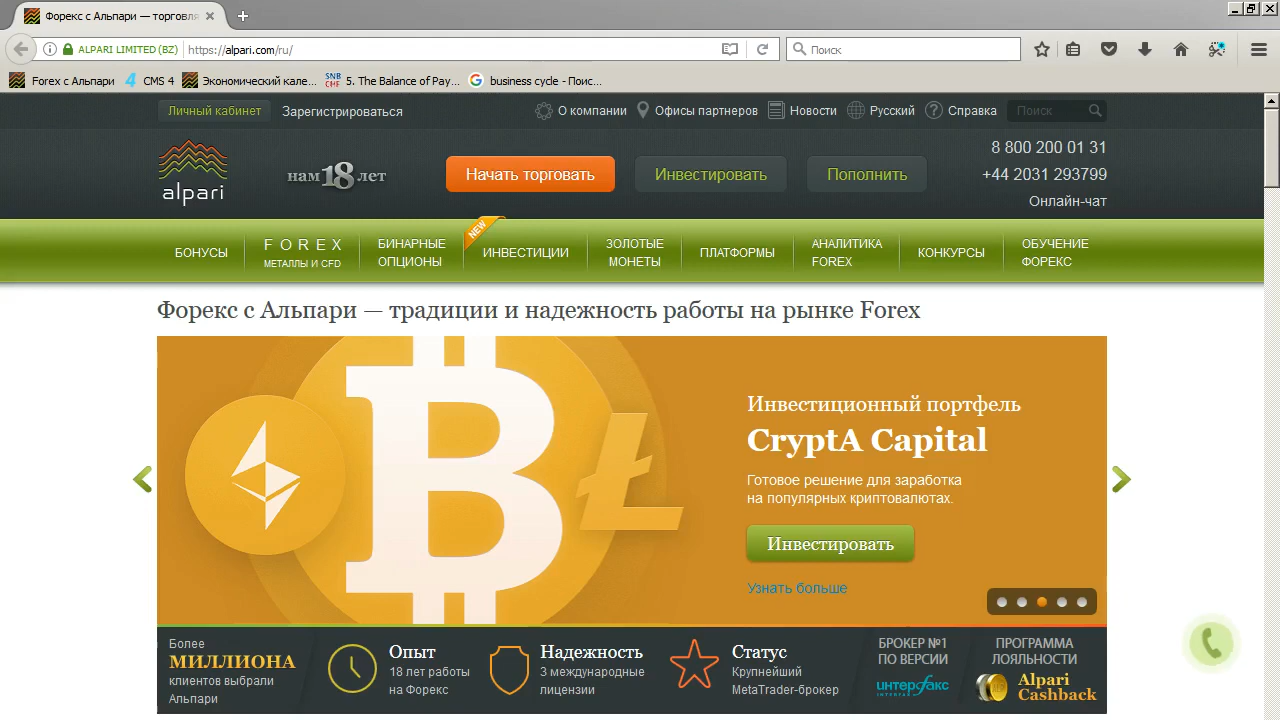 Форекс с Альпари — торговля
ALPARI LIMITED (BZ)
https://alpari.com/ru/
Поиск
Forex с Альпари
4 CMS 4
Экономический кале...
SNB
5. The Balance of Pay...
G business cycle - Поис...
Личный кабинет
Зарегистрироваться
О компании
Офисы партнеров
Новости
Русский
? Справка
Поиск
alpari
нам 18 лет
Начать торговать
Инвестировать
Пополнить
8 800 200 01 31
+44 2031 293799
Онлайн-чат
БОНУСЫ
FOREX
МЕТАЛЛЫ И CFD
БИНАРНЫЕ
ОПЦИОНЫ
NEW
ИНВЕСТИЦИИ
ЗОЛОТЫЕ
МОНЕТЫ
ПЛАТФОРМЫ
АНАЛИТИКА
FOREX
КОНКУРСЫ
ОБУЧЕНИЕ
ФОРЕКС
Форекс с Альпари — традиции и надежность работы на рынке Forex
Инвестиционный портфель
CryptA Capital
Готовое решение для заработка
на популярных криптовалютах.
Инвестировать
Узнать больше
Более
МИЛЛИОНА
клиентов выбрали
Альпари
Опыт
18 лет работы
на Форекс
Надежность
3 международные
лицензии
Статус
Крупнейший
MetaTrader-брокер
БРОКЕР №1
ПО ВЕРСИИ
интерфакс
INTERFAX
ПРОГРАММА
ЛОЯЛЬНОСТИ
Alpari
Cashback